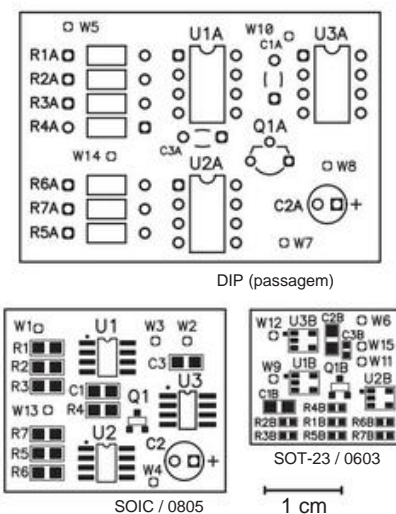 W5
U1A
W10
C1A
U3A
R1A
R2A
R3A
R4A
C3A
Q1A
W14
U2A
W8
R6A
R7A
R5A
C2A
+
W7
DIP (passagem)
W1
U1
W3
W2
R1
R2
R3
C3
C1
R4
Q1
U3
W13
R7
R5
R6
U2
C2
+
W4
SOIC / 0805
W12
U3B
C2B
W6
C3B
W15
W11
W9
U1B
Q1B
U2B
C1B
R4B
R2B
R1B
R6B
R3B
R5B
R7B
SOT-23 / 0603
1 cm